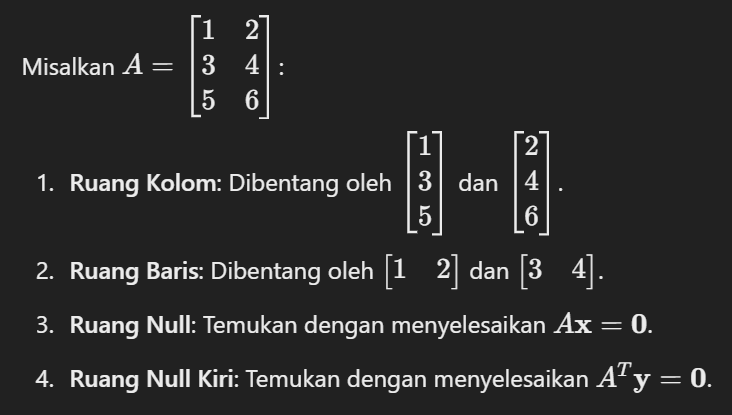 Misalkan $A = \begin{bmatrix} 1 & 2 \\ 3 & 4 \\ 5 & 6 \end{bmatrix}$:
1. Ruang Kolom: Dibentang oleh $\begin{bmatrix} 1 \\ 3 \\ 5 \end{bmatrix}$ dan $\begin{bmatrix} 2 \\ 4 \\ 6 \end{bmatrix}$.
2. Ruang Baris: Dibentang oleh $\begin{bmatrix} 1 & 2 \end{bmatrix}$ dan $\begin{bmatrix} 3 & 4 \end{bmatrix}$.
3. Ruang Null: Temukan dengan menyelesaikan $A\mathbf{x} = \mathbf{0}$.
4. Ruang Null Kiri: Temukan dengan menyelesaikan $A^T\mathbf{y} = \mathbf{0}$.